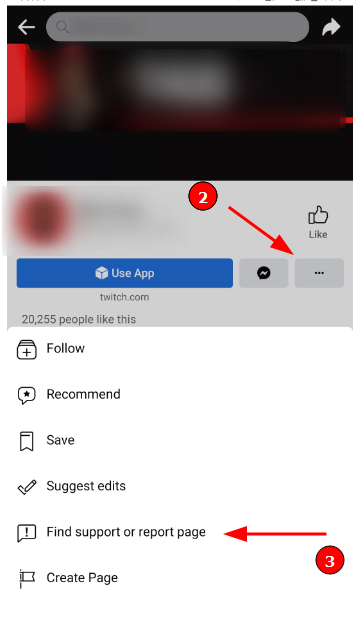 2
Like
Use App
twitch.com
20,255 people like this
Follow
Recommend
Save
Suggest edits
Find support or report page
3
Create Page